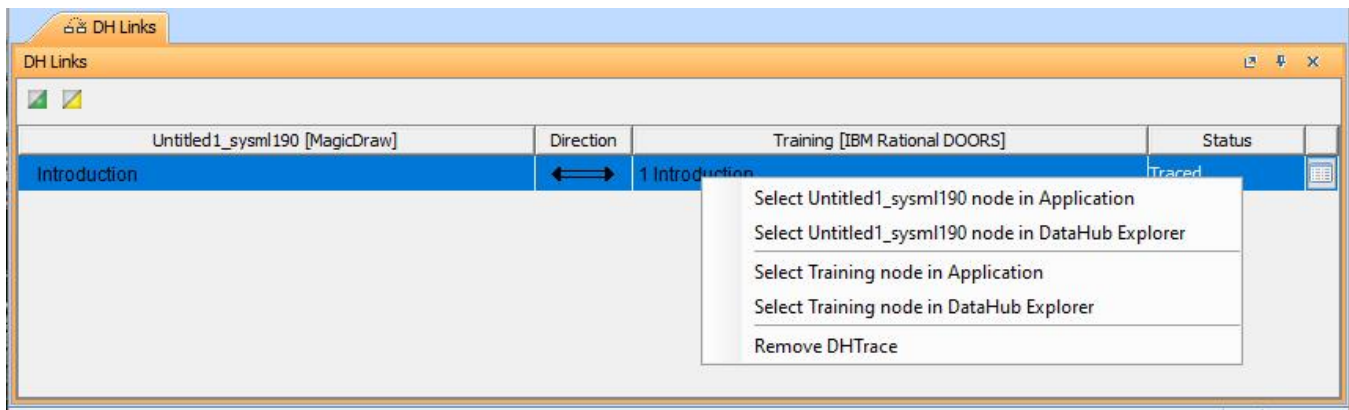 DH Links
DH Links
Untitled1_sysml190 [MagicDraw] Direction Training [IBM Rational DOORS] Status
Introduction 1 Introduction Traced
Select Untitled1_sysml190 node in Application
Select Untitled1_sysml190 node in DataHub Explorer
Select Training node in Application
Select Training node in DataHub Explorer
Remove DHTrace